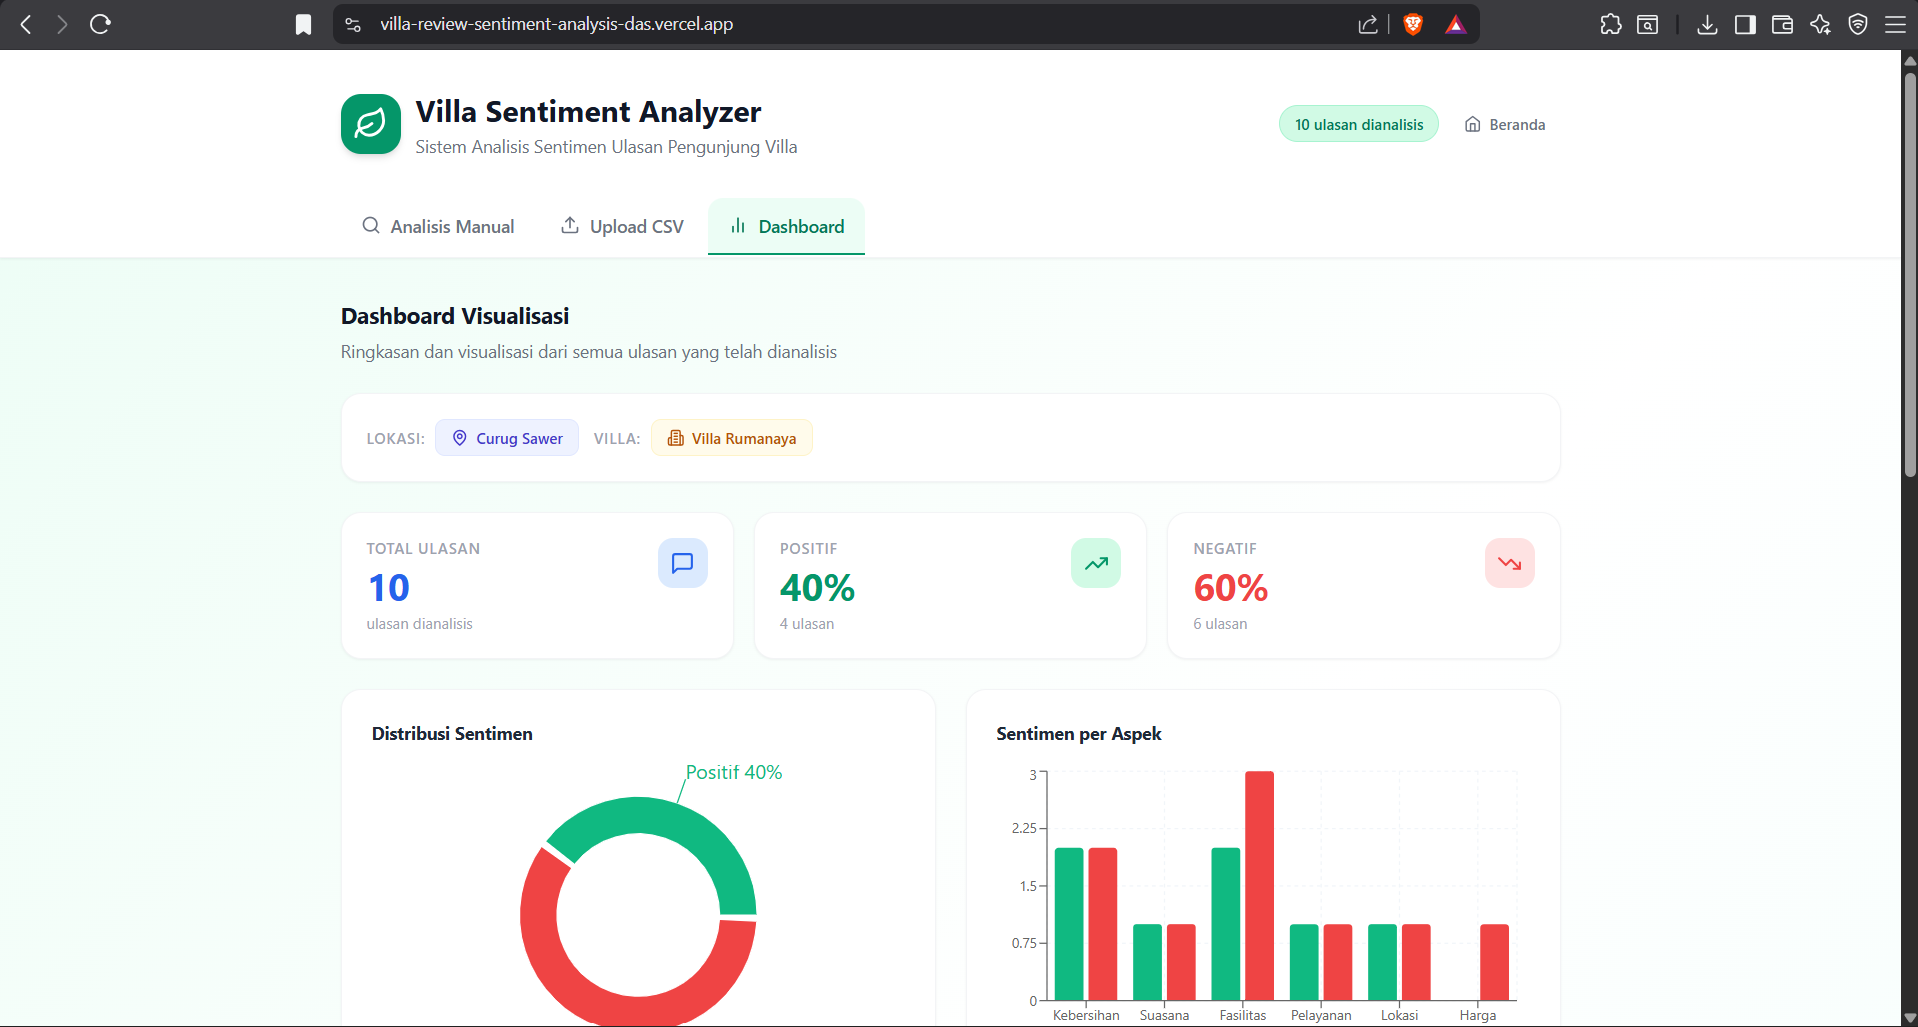 villa-review-sentiment-analysis-das.vercel.app
Villa Sentiment Analyzer
Sistem Analisis Sentimen Ulasan Pengunjung Villa
10 ulasan dianalisis
Beranda
Analisis Manual
Upload CSV
Dashboard
Dashboard Visualisasi
Ringkasan dan visualisasi dari semua ulasan yang telah dianalisis
LOKASI: Curug Sawer VILLA: Villa Rumanaya
TOTAL ULASAN
10
ulasan dianalisis
POSITIF
40%
4 ulasan
NEGATIF
60%
6 ulasan
Distribusi Sentimen
Positif 40%
Sentimen per Aspek
3
2.25
1.5
0.75
0
Kebersihan Suasana Fasilitas Pelayanan Lokasi Harga